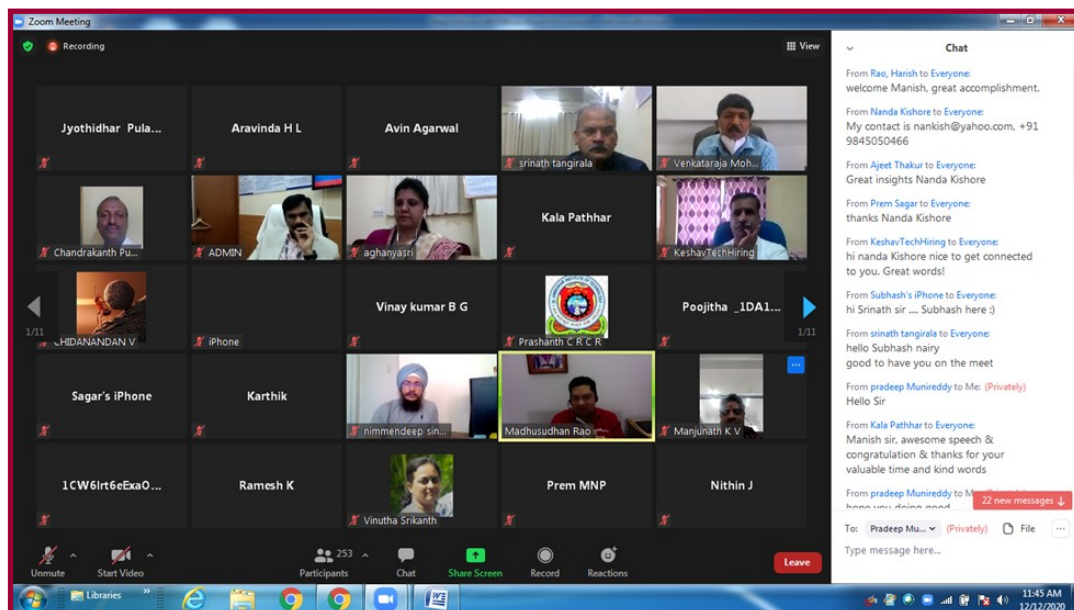 Zoom Meeting
Recording
View
Jyothidhar Pula...
Aravinda H L
Avin Agarwal
srinath tangirala
Venkataraja Moh...
Chandrakanth Pu...
ADMIN
aghanyasri
Kala Pathhar
KeshavTechHiring
1/11
CHIDANANDAN V
iPhone
Vinay kumar B G
Prashanth C R C R
Poojitha _1DA1...
1/11
Sagar's iPhone
Karthik
nimmendeep sin...
Madhusudhan Rao
Manjunath K V
1CW6Irt6eExaO...
Ramesh K
Vinutha Srikanth
Prem MNP
Nithin J
Unmute
Start Video
253
Participants
Chat
Share Screen
Record
Reactions
Leave
Chat
From Rao, Harish to Everyone:
welcome Manish, great accomplishment.
From Nanda Kishore to Everyone:
My contact is nankish@yahoo.com, +91
9845050466
From Ajeet Thakur to Everyone:
Great insights Nanda Kishore
From Prem Sagar to Everyone:
thanks Nanda Kishore
From KeshavTechHiring to Everyone:
hi nanda Kishore nice to get connected
to you. Great words!
From Subhash's iPhone to Everyone:
hi Srinath sir .... Subhash here :)
From srinath tangirala to Everyone:
hello Subhash nairy
good to have you on the meet
From pradeep Munireddy to Me: (Privately)
Hello Sir
From Kala Pathhar to Everyone:
Manish sir, awesome speech &
congratulation & thanks for your
valuable time and kind words
From pradeep Munireddy to M
22 new messages ↓
hope you doing good
To: Pradeep Mu... (Privately) File ...
Type message here...
Libraries »
11:45 AM
12/12/2020